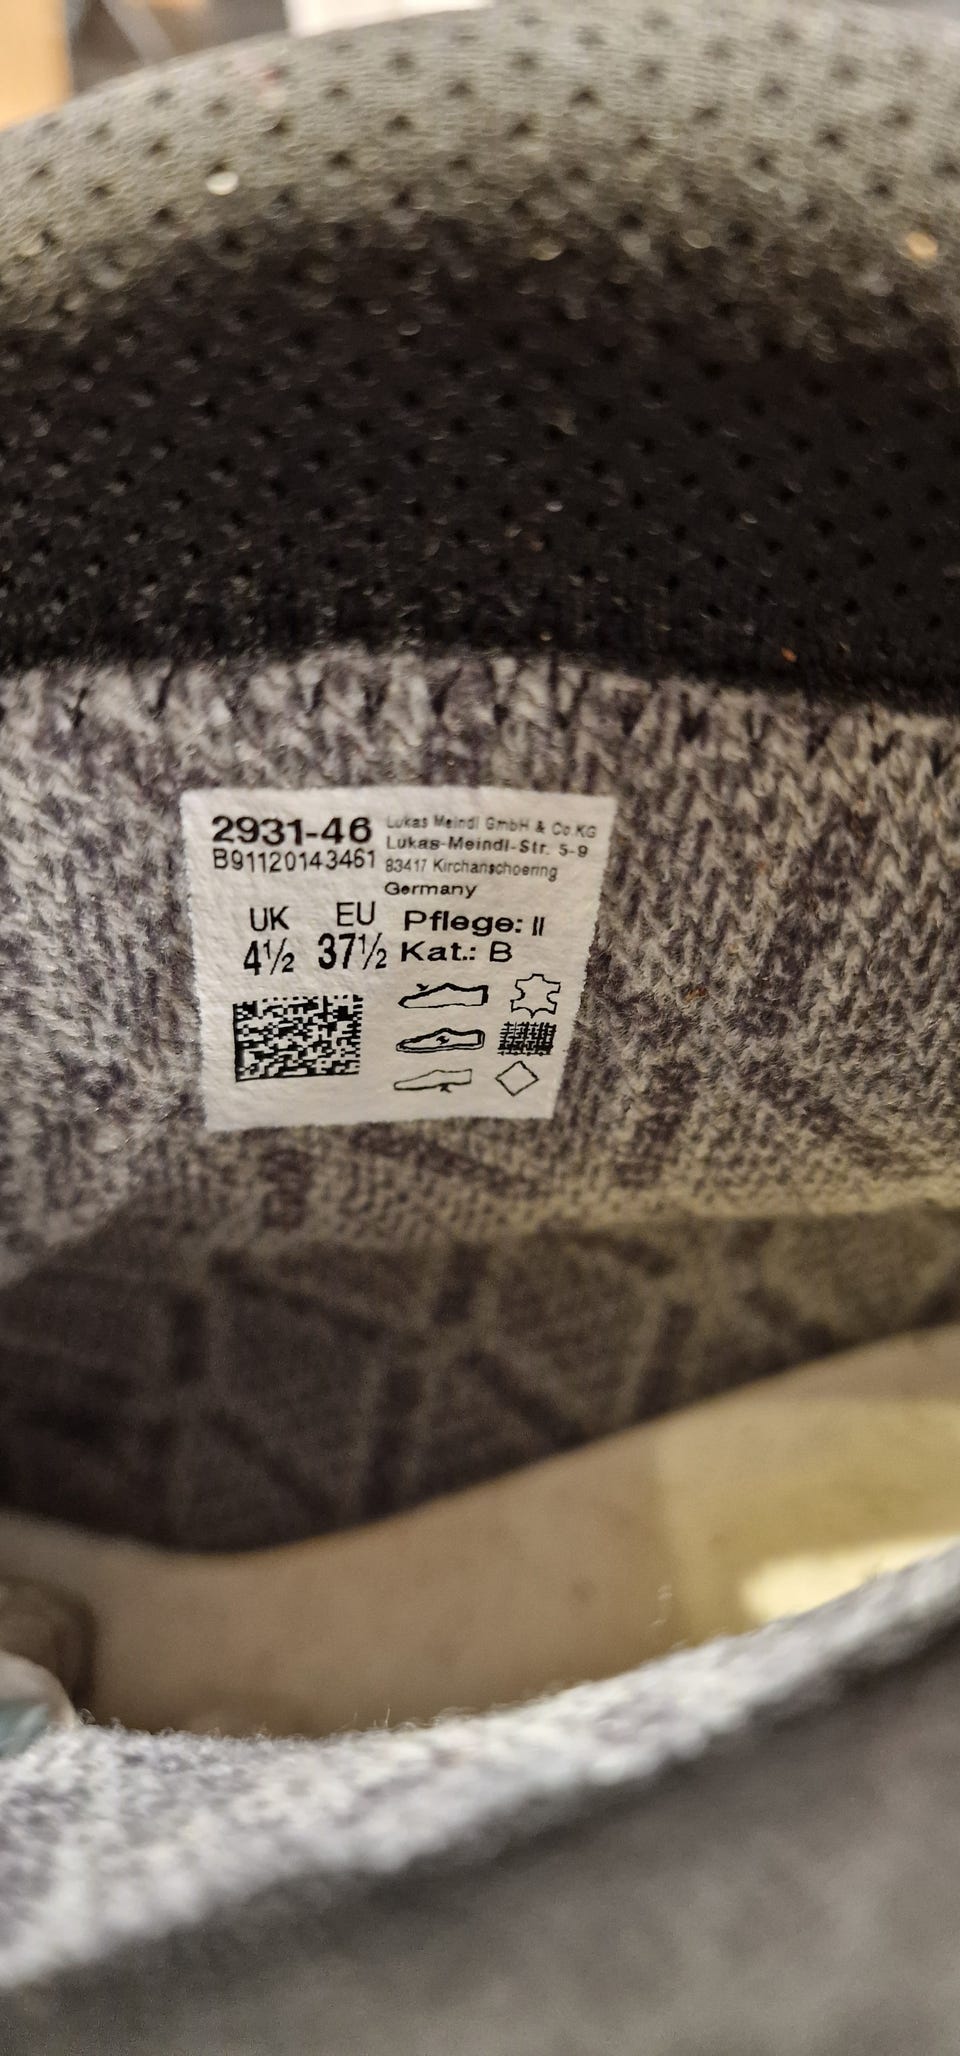 2931-46
B91120143461
Lukas Meindl GmbH & Co.KG
Lukas-Meindl-Str. 5-9
83417 Kirchanschoering
Germany
UK EU
4½ 37½
Pflege: II
Kat.: B